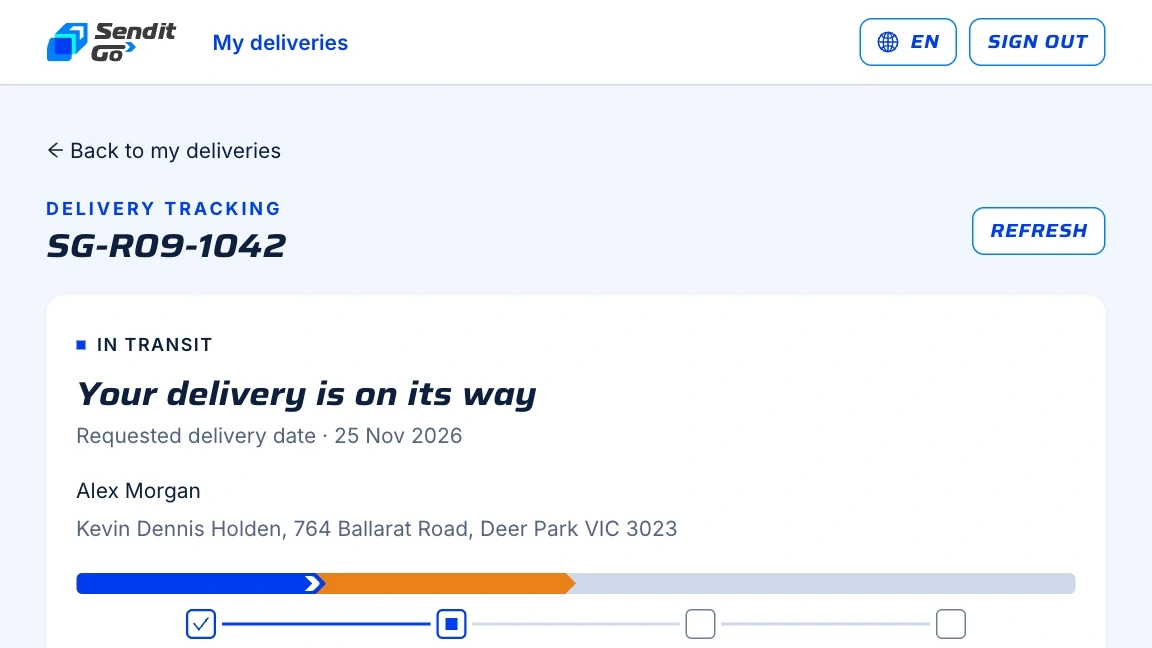 Sendit
Go
My deliveries
EN
SIGN OUT
← Back to my deliveries
DELIVERY TRACKING
SG-R09-1042
REFRESH
IN TRANSIT
Your delivery is on its way
Requested delivery date · 25 Nov 2026
Alex Morgan
Kevin Dennis Holden, 764 Ballarat Road, Deer Park VIC 3023